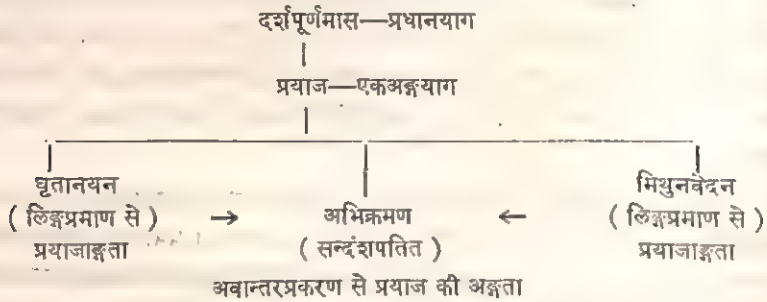 दर्शपूर्णमास—प्रधानयाग
प्रयाज—एकअङ्गयाग
घृतानयन अभिक्रमण मिथुनवेदन
( लिङ्गप्रमाण से ) → ( सन्दंशपतित ) ← ( लिङ्गप्रमाण से )
प्रयाजाङ्गता अवान्तरप्रकरण से प्रयाज की अङ्गता प्रयाजाङ्गता